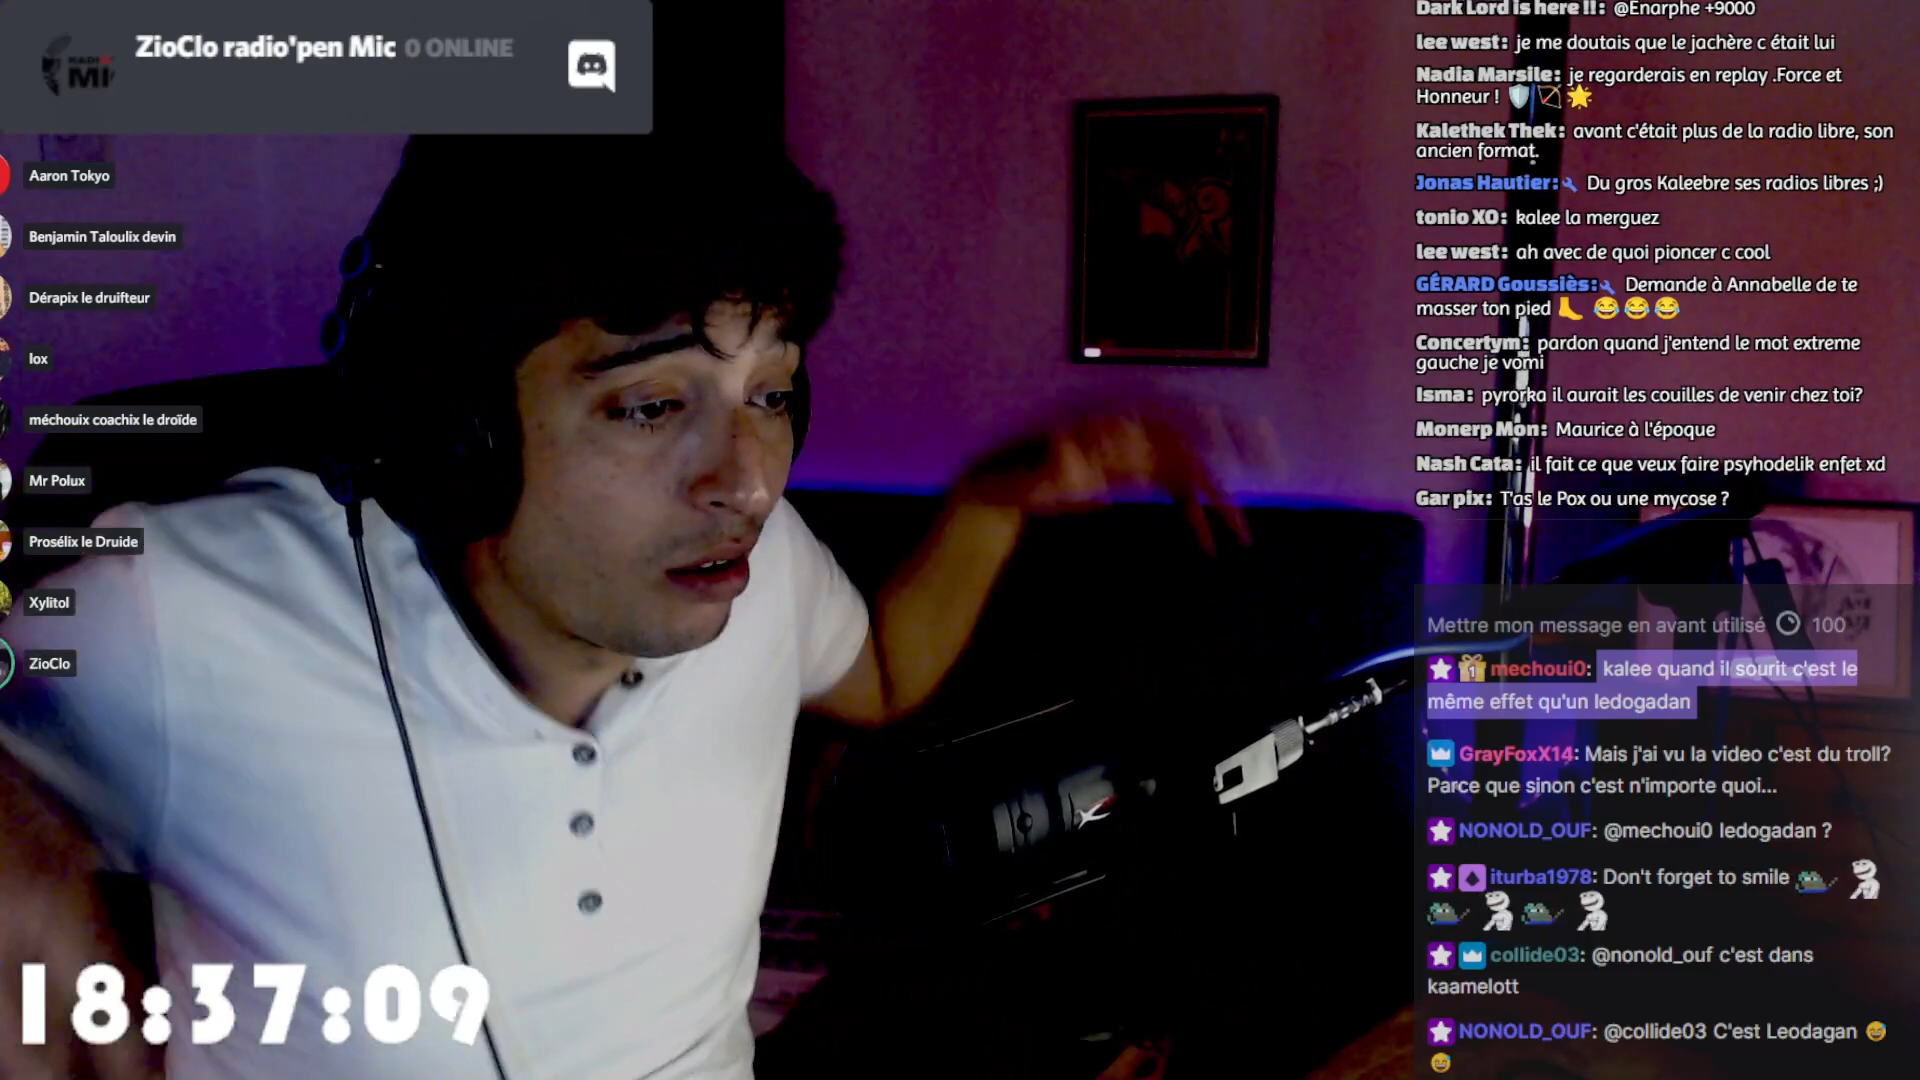 ZioClo radio'pen Mic 0 ONLINE
MI
Aaron Tokyo
Benjamin Taloulix devin
Dérapix le druifteur
lox
méchouix coachix le droïde
Mr Polux
Prosélix le Druide
Xylitol
ZioClo
18:37:09
Dark Lord is here !!: @Enarphe +9000
lee west: je me doutais que le jachère c était lui
Nadia Marsile: je regarderais en replay .Force et
Honneur ! 🛡️ 🏹 🌟
Kalethek Thek: avant c'était plus de la radio libre, son
ancien format.
Jonas Hautier: Du gros Kaleebre ses radios libres ;)
tonio XO: kalee la merguez
lee west: ah avec de quoi pioncer c cool
GÉRARD Goussiès: Demande à Annabelle de te
masser ton pied 🦶 😂 😂 😂
Concertym: pardon quand j'entend le mot extreme
gauche je vomi
Isma: pyrorka il aurait les couilles de venir chez toi?
Monerp Mon: Maurice à l'époque
Nash Cata: il fait ce que veux faire psyhodelik enfet xd
Gar pix: T'as le Pox ou une mycose ?
Mettre mon message en avant utilisé 100
1 mechoui0: kalee quand il sourit c'est le
même effet qu'un ledogadan
GrayFoxX14: Mais j'ai vu la video c'est du troll?
Parce que sinon c'est n'importe quoi...
NONOLD_OUF: @mechoui0 ledogadan ?
iturba1978: Don't forget to smile
collide03: @nonold_ouf c'est dans
kaamelott
NONOLD_OUF: @collide03 C'est Leodagan 😅
😅